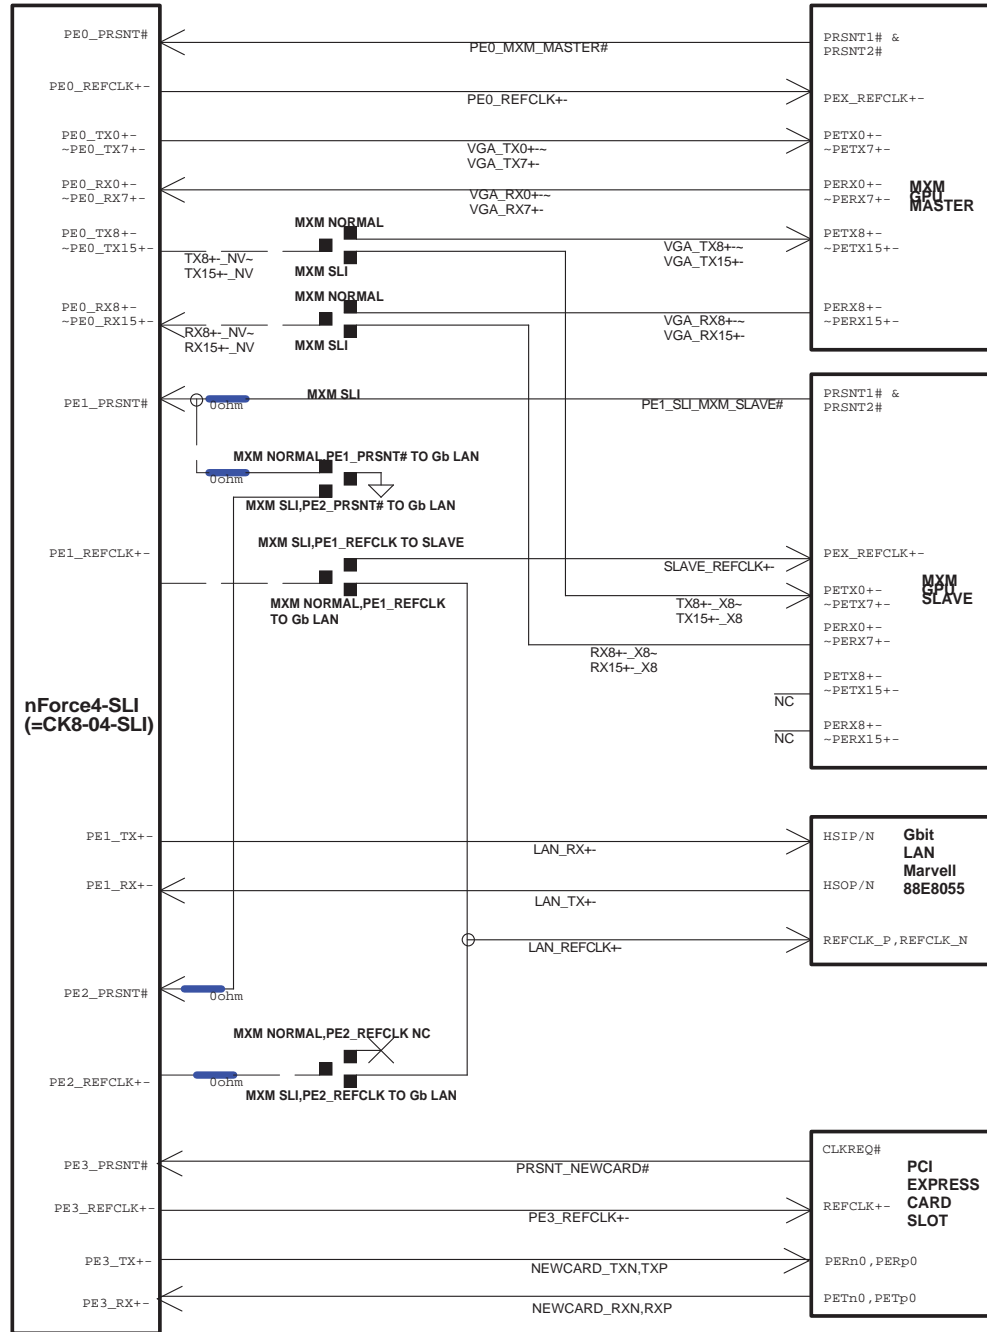 PE0_PRSNT#
PE0_MXM_MASTER#
PRSNT1# &
PRSNT2#
PE0_REFCLK+-
PE0_REFCLK+-
PEX_REFCLK+-
PE0_TX0+-
~PE0_TX7+-
VGA_TX0+-~
VGA_TX7+-
PETX0+-
~PETX7+-
PE0_RX0+-
~PE0_RX7+-
VGA_RX0+-~
VGA_RX7+-
PERX0+-
~PERX7+-
MXM
GPU
MASTER
PE0_TX8+-
~PE0_TX15+-
TX8+-_NV~
TX15+-_NV
MXM NORMAL
MXM SLI
VGA_TX8+-~
VGA_TX15+-
PETX8+-
~PETX15+-
PE0_RX8+-
~PE0_RX15+-
RX8+-_NV~
RX15+-_NV
MXM NORMAL
MXM SLI
VGA_RX8+-~
VGA_RX15+-
PERX8+-
~PERX15+-
PE1_PRSNT#
0ohm
MXM SLI
PE1_SLI_MXM_SLAVE#
PRSNT1# &
PRSNT2#
MXM NORMAL,PE1_PRSNT# TO Gb LAN
0ohm
MXM SLI,PE2_PRSNT# TO Gb LAN
PE1_REFCLK+-
MXM SLI,PE1_REFCLK TO SLAVE
SLAVE_REFCLK+-
PEX_REFCLK+-
MXM NORMAL,PE1_REFCLK
TO Gb LAN
TX8+-_X8~
TX15+-_X8
PETX0+-
~PETX7+-
MXM
GPU
SLAVE
RX8+-_X8~
RX15+-_X8
PERX0+-
~PERX7+-
NC
PETX8+-
~PETX15+-
NC
PERX8+-
~PERX15+-
nForce4-SLI
(=CK8-04-SLI)
PE1_TX+-
LAN_RX+-
HSIP/N
Gbit
LAN
Marvell
88E8055
PE1_RX+-
LAN_TX+-
HSOP/N
LAN_REFCLK+-
REFCLK_P,REFCLK_N
PE2_PRSNT#
0ohm
MXM NORMAL,PE2_REFCLK NC
PE2_REFCLK+-
0ohm
MXM SLI,PE2_REFCLK TO Gb LAN
PE3_PRSNT#
PRSNT_NEWCARD#
CLKREQ#
PCI
EXPRESS
CARD
SLOT
PE3_REFCLK+-
PE3_REFCLK+-
REFCLK+-
PE3_TX+-
NEWCARD_TXN,TXP
PERn0,PERp0
PE3_RX+-
NEWCARD_RXN,RXP
PETn0,PETp0